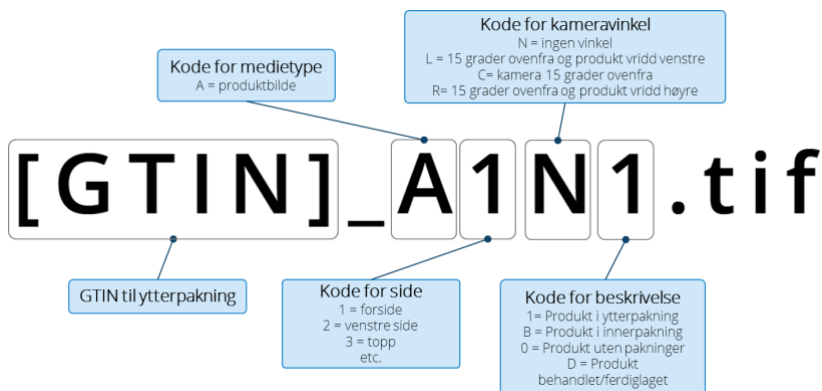 Kode for kameravinkel
N = ingen vinkel
L = 15 grader ovenfra og produkt vridd venstre
C= kamera 15 grader ovenfra
R= 15 grader ovenfra og produkt vridd høyre
Kode for medietype
A = produktbilde
[GTIN]_A1N1.tif
GTIN til ytterpakning
Kode for side
1 = forside
2 = venstre side
3 = topp
etc.
Kode for beskrivelse
1= Produkt i ytterpakning
B = Produkt i innerpakning
0 = Produkt uten pakninger
D = Produkt
behandlet/ferdiglaget